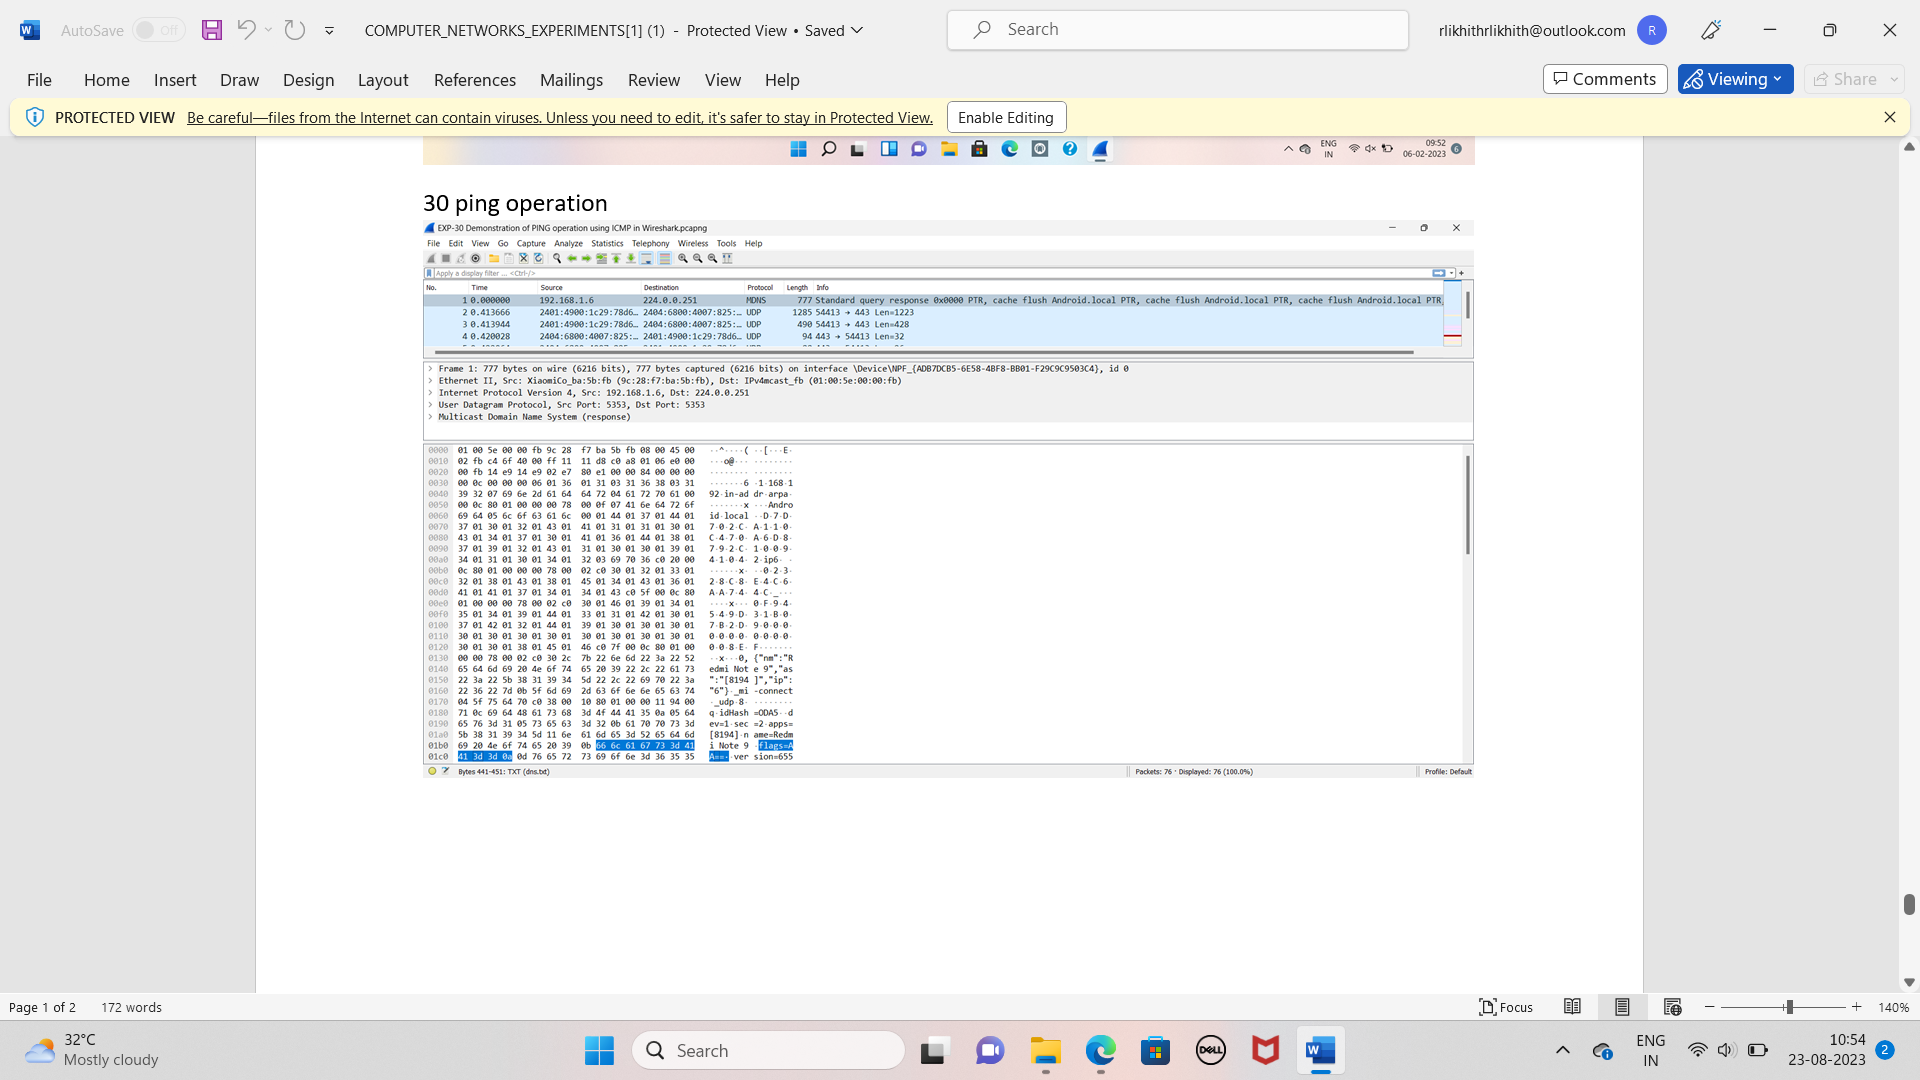 AutoSave Off COMPUTER_NETWORKS_EXPERIMENTS[1] (1) - Protected View • Saved Search rlikhithrlikhith@outlook.com R
File Home Insert Draw Design Layout References Mailings Review View Help Comments Viewing Share
PROTECTED VIEW Be careful—files from the Internet can contain viruses. Unless you need to edit, it's safer to stay in Protected View. Enable Editing
ENG IN 09:52 06-02-2023 6
30 ping operation
EXP-30 Demonstration of PING operation using ICMP in Wireshark.pcapng
File Edit View Go Capture Analyze Statistics Telephony Wireless Tools Help
Apply a display filter ... <Ctrl-/>
No. Time Source Destination Protocol Length Info
1 0.000000 192.168.1.6 224.0.0.251 MDNS 777 Standard query response 0x0000 PTR, cache flush Android.local PTR, cache flush Android.local PTR, cache flush Android.local PTR,
2 0.413666 2401:4900:1c29:78d6… 2404:6800:4007:825:… UDP 1285 54413 → 443 Len=1223
3 0.413944 2401:4900:1c29:78d6… 2404:6800:4007:825:… UDP 490 54413 → 443 Len=428
4 0.420028 2404:6800:4007:825:… 2401:4900:1c29:78d6… UDP 94 443 → 54413 Len=32
Frame 1: 777 bytes on wire (6216 bits), 777 bytes captured (6216 bits) on interface \Device\NPF_{ADB7DCB5-6E58-4BF8-BB01-F29C9C9503C4}, id 0
Ethernet II, Src: XiaomiCo_ba:5b:fb (9c:28:f7:ba:5b:fb), Dst: IPv4mcast_fb (01:00:5e:00:00:fb)
Internet Protocol Version 4, Src: 192.168.1.6, Dst: 224.0.0.251
User Datagram Protocol, Src Port: 5353, Dst Port: 5353
Multicast Domain Name System (response)
0000 01 00 5e 00 00 fb 9c 28 f7 ba 5b fb 08 00 45 00 ··^····( ··[···E·
0010 02 fb c4 6f 40 00 ff 11 11 d8 c0 a8 01 06 e0 00 ···o@··· ········
0020 00 fb 14 e9 14 e9 02 e7 80 e1 00 00 84 00 00 00 ········ ········
0030 00 0c 00 00 00 06 01 36 01 31 03 31 36 38 03 31 ·······6 ·1·168·1
0040 39 32 07 69 6e 2d 61 64 64 72 04 61 72 70 61 00 92·in-ad dr·arpa·
0050 00 0c 80 01 00 00 00 78 00 0f 07 41 6e 64 72 6f ·······x ···Andro
0060 69 64 05 6c 6f 63 61 6c 00 01 44 01 37 01 44 01 id·local ··D·7·D·
0070 37 01 30 01 32 01 43 01 41 01 31 01 31 01 30 01 7·0·2·C· A·1·1·0·
0080 43 01 34 01 37 01 30 01 41 01 36 01 44 01 38 01 C·4·7·0· A·6·D·8·
0090 37 01 39 01 32 01 43 01 31 01 30 01 30 01 39 01 7·9·2·C· 1·0·0·9·
00a0 34 01 31 01 30 01 34 01 32 03 69 70 36 c0 20 00 4·1·0·4· 2·ip6· ·
00b0 0c 80 01 00 00 00 78 00 02 c0 30 01 32 01 33 01 ······x· ··0·2·3·
00c0 32 01 38 01 43 01 38 01 45 01 34 01 43 01 36 01 2·8·C·8· E·4·C·6·
00d0 41 01 41 01 37 01 34 01 34 01 43 c0 5f 00 0c 80 A·A·7·4· 4·C·_···
00e0 01 00 00 00 78 00 02 c0 30 01 46 01 39 01 34 01 ····x··· 0·F·9·4·
00f0 35 01 34 01 39 01 44 01 33 01 31 01 42 01 30 01 5·4·9·D· 3·1·B·0·
0100 37 01 42 01 32 01 44 01 39 01 30 01 30 01 30 01 7·B·2·D· 9·0·0·0·
0110 30 01 30 01 30 01 30 01 30 01 30 01 30 01 30 01 0·0·0·0· 0·0·0·0·
0120 30 01 30 01 38 01 45 01 46 c0 7f 00 0c 80 01 00 0·0·8·E· F·······
0130 00 00 78 00 02 c0 30 2c 7b 22 6e 6d 22 3a 22 52 ··x···0, {"nm":"R
0140 65 64 6d 69 20 4e 6f 74 65 20 39 22 2c 22 61 73 edmi Not e 9","as
0150 22 3a 22 5b 38 31 39 34 5d 22 2c 22 69 70 22 3a ":"[8194 ]","ip":
0160 22 36 22 7d 0b 5f 6d 69 2d 63 6f 6e 6e 65 63 74 "6"}·_mi -connect
0170 04 5f 75 64 70 c0 38 00 10 80 01 00 00 11 94 00 ·_udp·8· ········
0180 71 0c 69 64 48 61 73 68 3d 4f 44 41 35 0a 05 64 q·idHash =ODA5··d
0190 65 76 3d 31 05 73 65 63 3d 32 0b 61 70 70 73 3d ev=1·sec =2·apps=
01a0 5b 38 31 39 34 5d 11 6e 61 6d 65 3d 52 65 64 6d [8194]·n ame=Redm
01b0 69 20 4e 6f 74 65 20 39 0b 66 6c 61 67 73 3d 41 i Note 9 ·flags=A
01c0 41 3d 3d 0a 0d 76 65 72 73 69 6f 6e 3d 36 35 35 A==··ver sion=655
Bytes 441-451: TXT (dns.txt) Packets: 76 · Displayed: 76 (100.0%) Profile: Default
Page 1 of 2 172 words Focus 140%
32°C
Mostly cloudy
Search
DELL
ENG
IN
10:54
23-08-2023
2